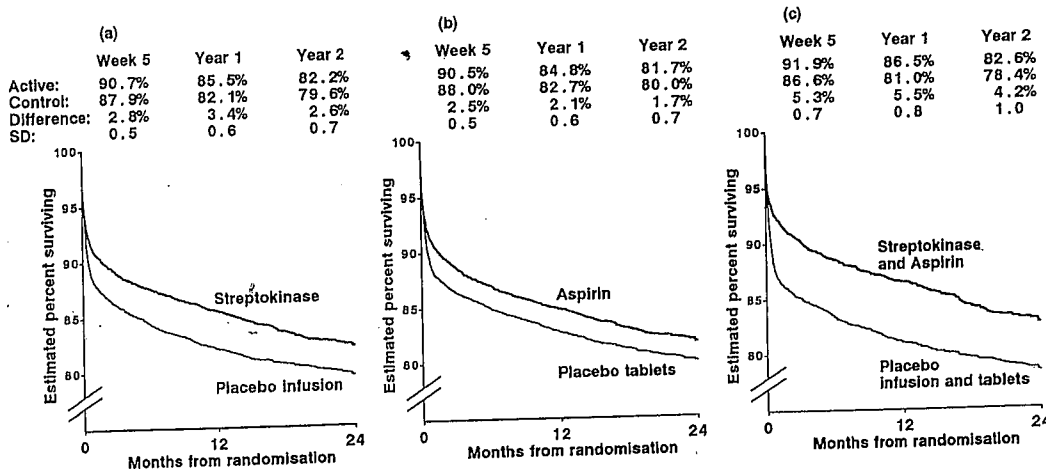 (a)
Week 5 Year 1 Year 2
Active: 90.7% 85.5% 82.2%
Control: 87.9% 82.1% 79.6%
Difference: 2.8% 3.4% 2.6%
SD: 0.5 0.6 0.7
100
95
90
85
80
Estimated percent surviving
Streptokinase
Placebo infusion
0 12 24
Months from randomisation
(b)
Week 5 Year 1 Year 2
90.5% 84.8% 81.7%
88.0% 82.7% 80.0%
2.5% 2.1% 1.7%
0.5 0.6 0.7
100
95
90
85
80
Estimated percent surviving
Aspirin
Placebo tablets
0 12 24
Months from randomisation
(c)
Week 5 Year 1 Year 2
91.9% 86.5% 82.6%
86.6% 81.0% 78.4%
5.3% 5.5% 4.2%
0.7 0.8 1.0
100
95
90
85
80
Estimated percent surviving
Streptokinase
and Aspirin
Placebo
infusion and tablets
0 12 24
Months from randomisation